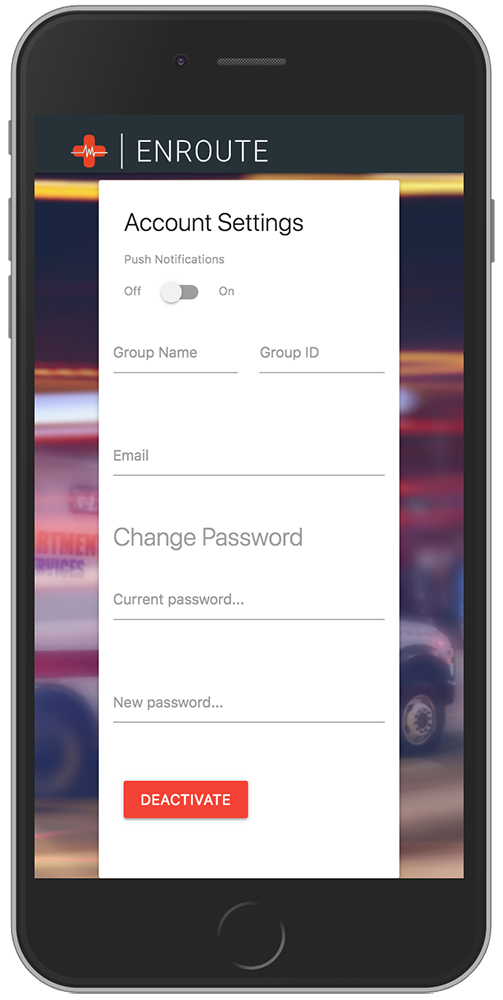 ENROUTE
Account Settings
Push Notifications
Off On
Group Name Group ID
Email
Change Password
Current password...
New password...
DEACTIVATE